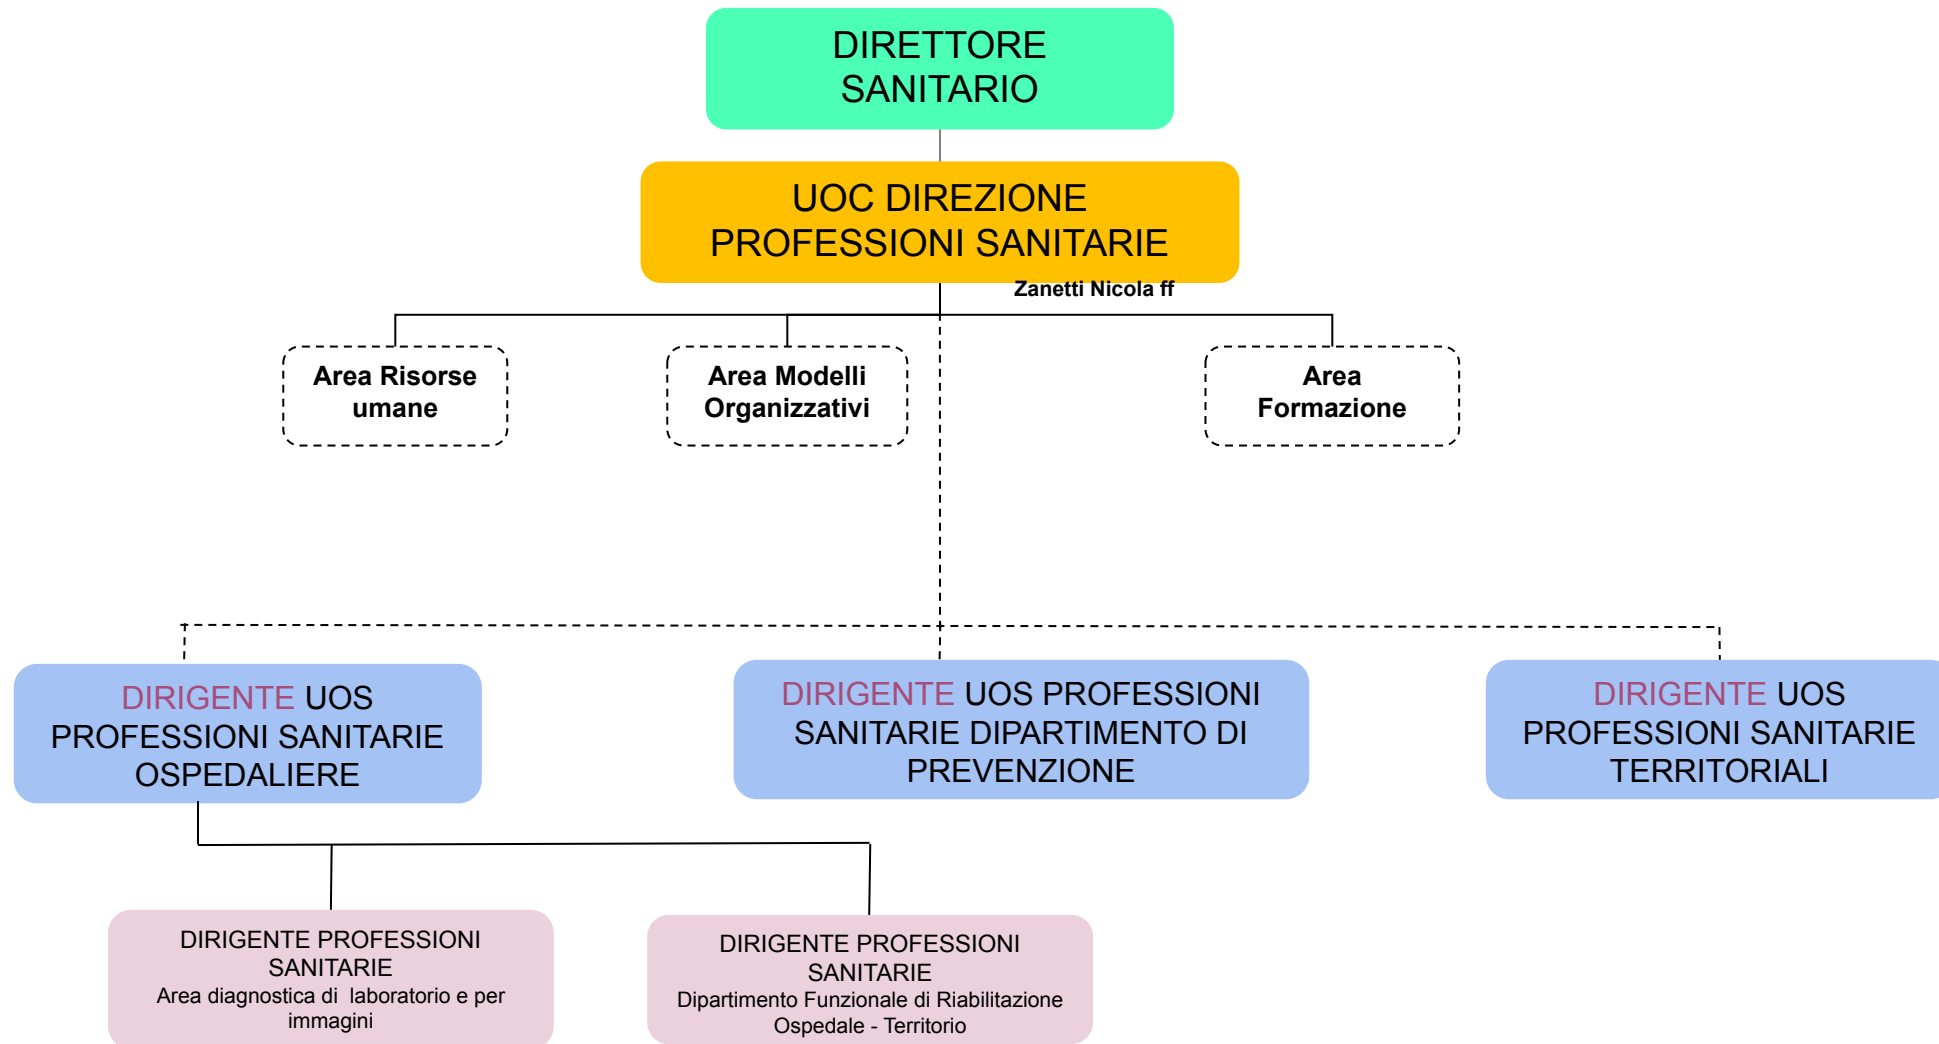 DIRETTORE
SANITARIO
UOC DIREZIONE
PROFESSIONI SANITARIE
Zanetti Nicola ff
Area Risorse
umane
Area Modelli
Organizzativi
Area
Formazione
DIRIGENTE UOS
PROFESSIONI SANITARIE
OSPEDALIERE
DIRIGENTE UOS PROFESSIONI
SANITARIE DIPARTIMENTO DI
PREVENZIONE
DIRIGENTE UOS
PROFESSIONI SANITARIE
TERRITORIALI
DIRIGENTE PROFESSIONI
SANITARIE
Area diagnostica di  laboratorio e per
immagini
DIRIGENTE PROFESSIONI
SANITARIE
Dipartimento Funzionale di Riabilitazione
Ospedale - Territorio